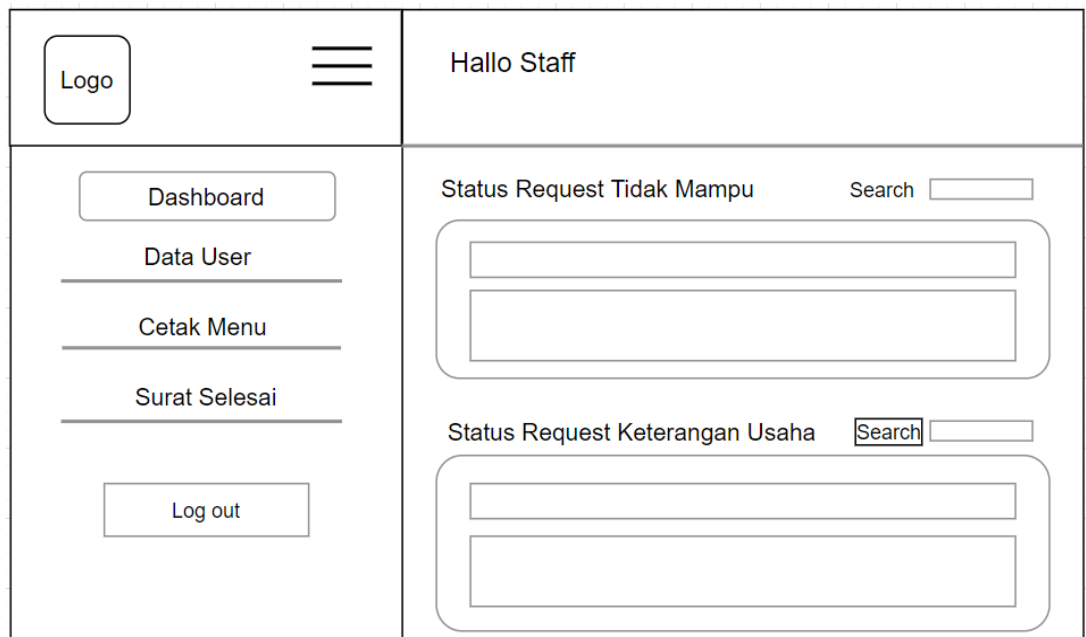 Logo
Hallo Staff
Dashboard
Data User
Cetak Menu
Surat Selesai
Log out
Status Request Tidak Mampu
Search
Status Request Keterangan Usaha
Search